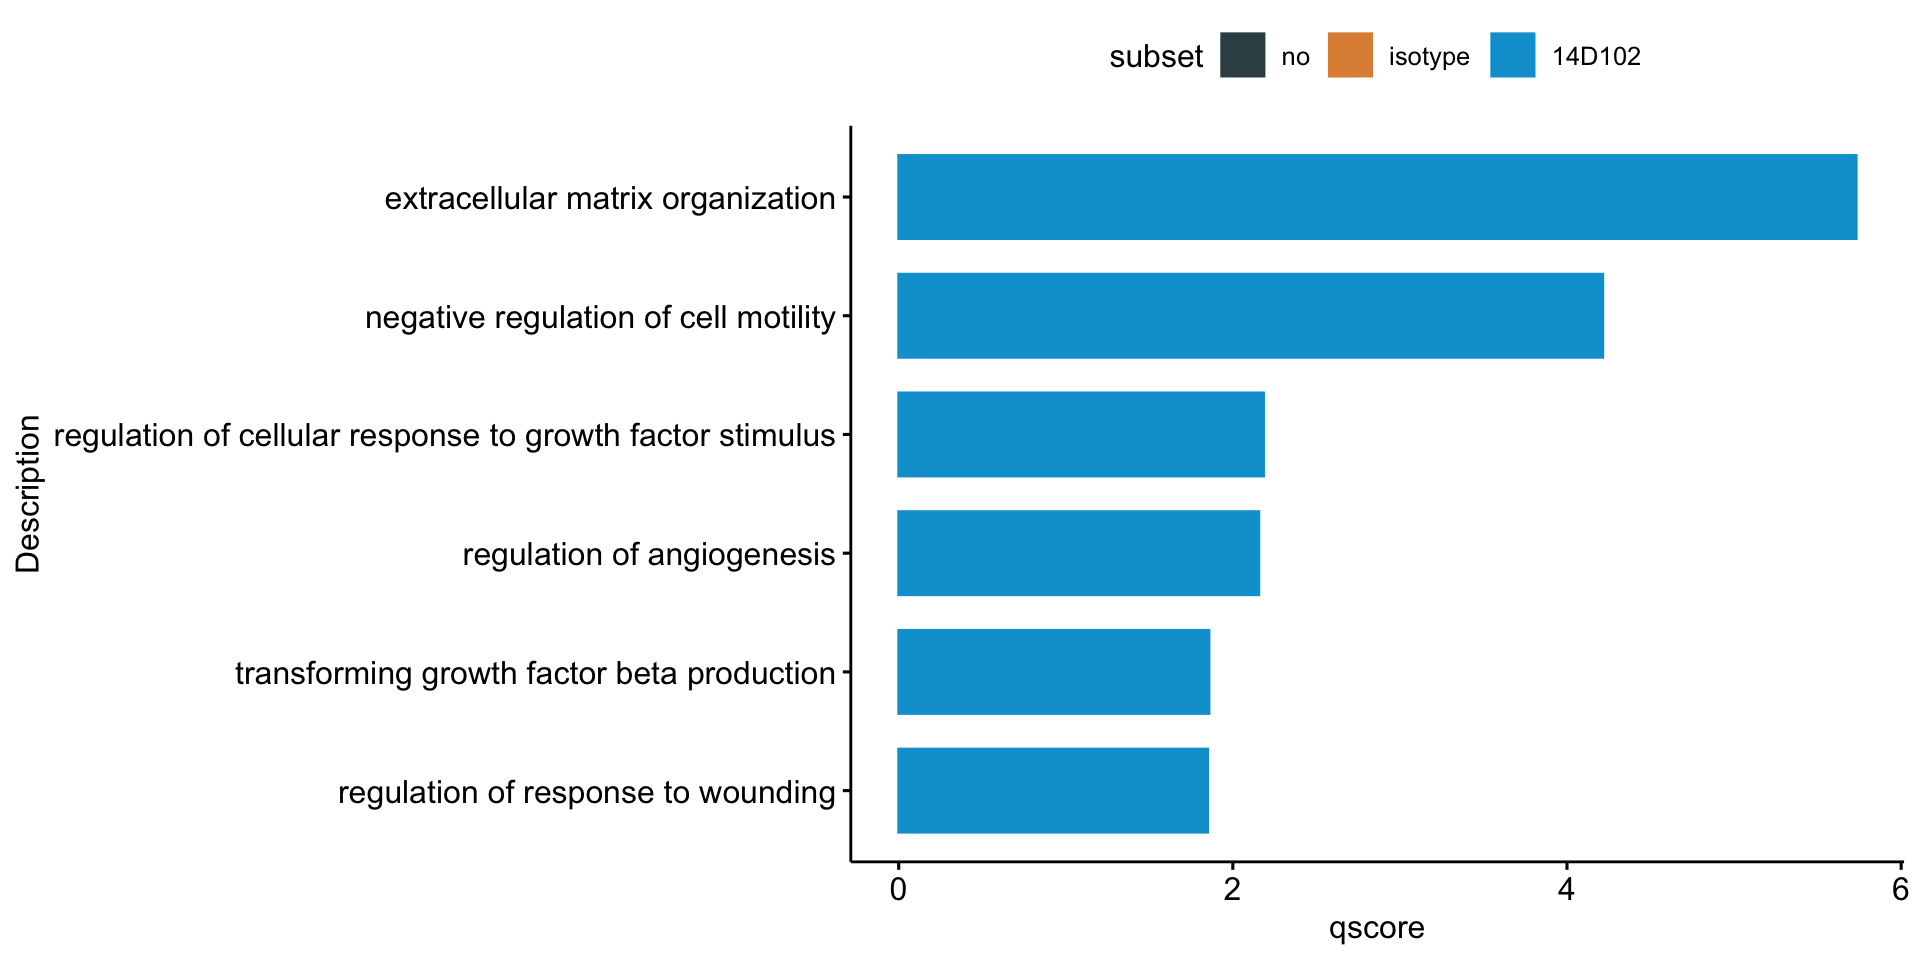 subset no isotype 14D102
extracellular matrix organization
negative regulation of cell motility
regulation of cellular response to growth factor stimulus
regulation of angiogenesis
transforming growth factor beta production
regulation of response to wounding
Description
0 2 4 6
qscore